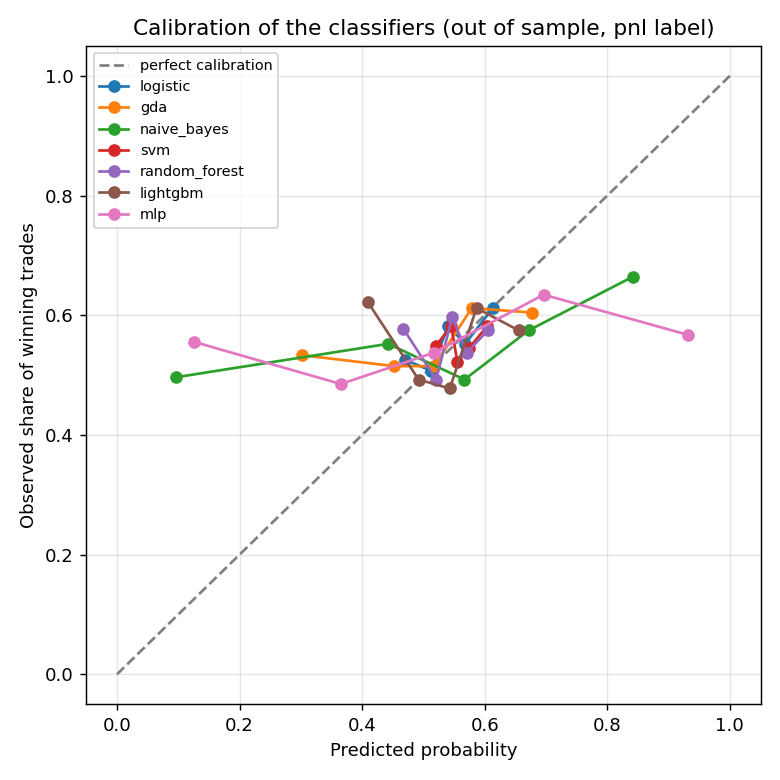 Calibration of the classifiers (out of sample, pnl label)
perfect calibration
logistic
gda
naive_bayes
svm
random_forest
lightgbm
mlp
Observed share of winning trades
1.0
0.8
0.6
0.4
0.2
0.0
0.0 0.2 0.4 0.6 0.8 1.0
Predicted probability